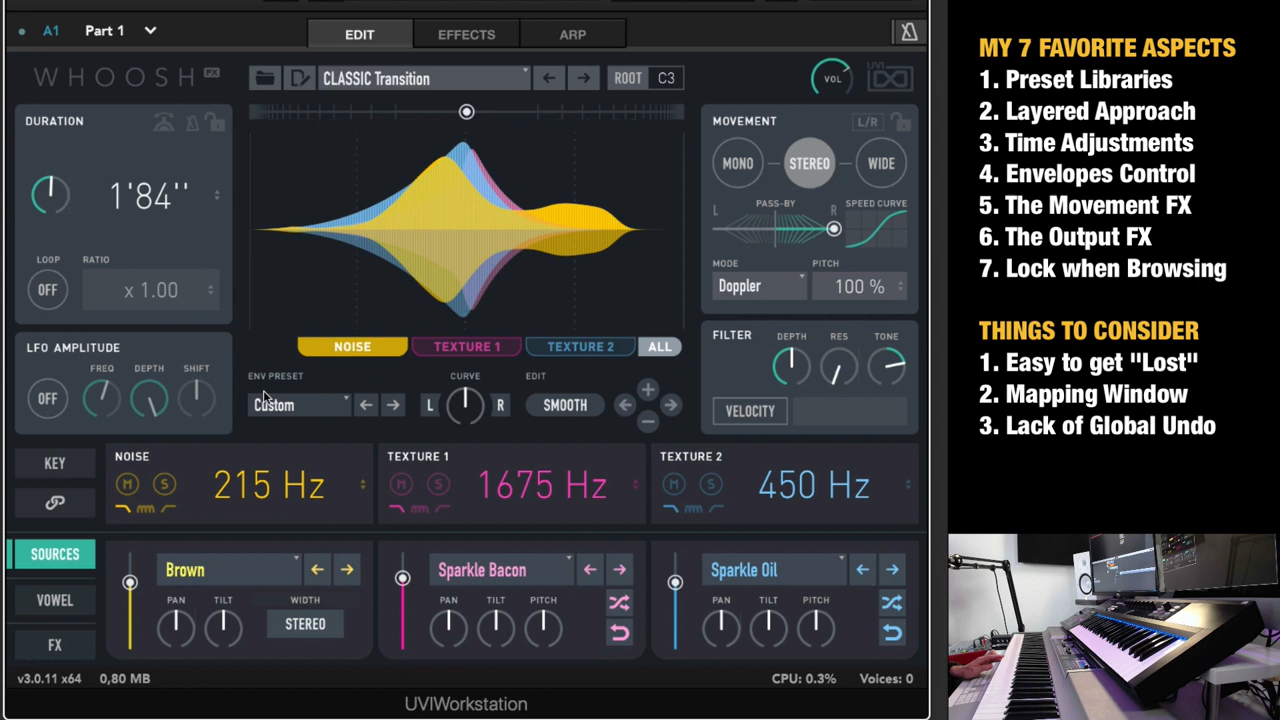 A1 Part 1
EDIT EFFECTS ARP
WHOOSH FX
CLASSIC Transition ROOT C3
VOL UVI
DURATION
1'84''
LOOP RATIO
OFF x 1.00
MOVEMENT L/R
MONO STEREO WIDE
PASS-BY SPEED CURVE
L R
MODE PITCH
Doppler 100 %
NOISE TEXTURE 1 TEXTURE 2 ALL
ENV PRESET CURVE EDIT
Custom L R SMOOTH
LFO AMPLITUDE
FREQ DEPTH SHIFT
OFF
FILTER DEPTH RES TONE
VELOCITY
KEY
NOISE TEXTURE 1 TEXTURE 2
M S 215 Hz M S 1675 Hz M S 450 Hz
SOURCES
VOWEL
FX
Brown Sparkle Bacon Sparkle Oil
PAN TILT WIDTH PAN TILT PITCH PAN TILT PITCH
STEREO
v3.0.11 x64 0,80 MB CPU: 0.3% Voices: 0
UVIWorkstation
MY 7 FAVORITE ASPECTS
1. Preset Libraries
2. Layered Approach
3. Time Adjustments
4. Envelopes Control
5. The Movement FX
6. The Output FX
7. Lock when Browsing
THINGS TO CONSIDER
1. Easy to get "Lost"
2. Mapping Window
3. Lack of Global Undo